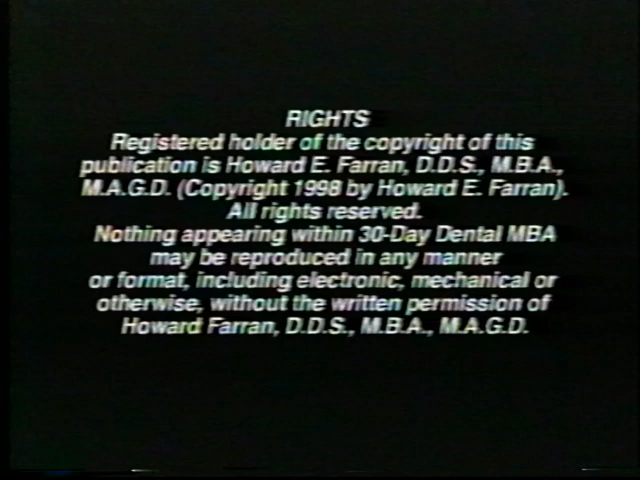 RIGHTS
Registered holder of the copyright of this
publication is Howard E. Farran, D.D.S., M.B.A.,
M.A.G.D. (Copyright 1998 by Howard E. Farran).
All rights reserved.
Nothing appearing within 30-Day Dental MBA
may be reproduced in any manner
or format, including electronic, mechanical or
otherwise, without the written permission of
Howard Farran, D.D.S., M.B.A., M.A.G.D.